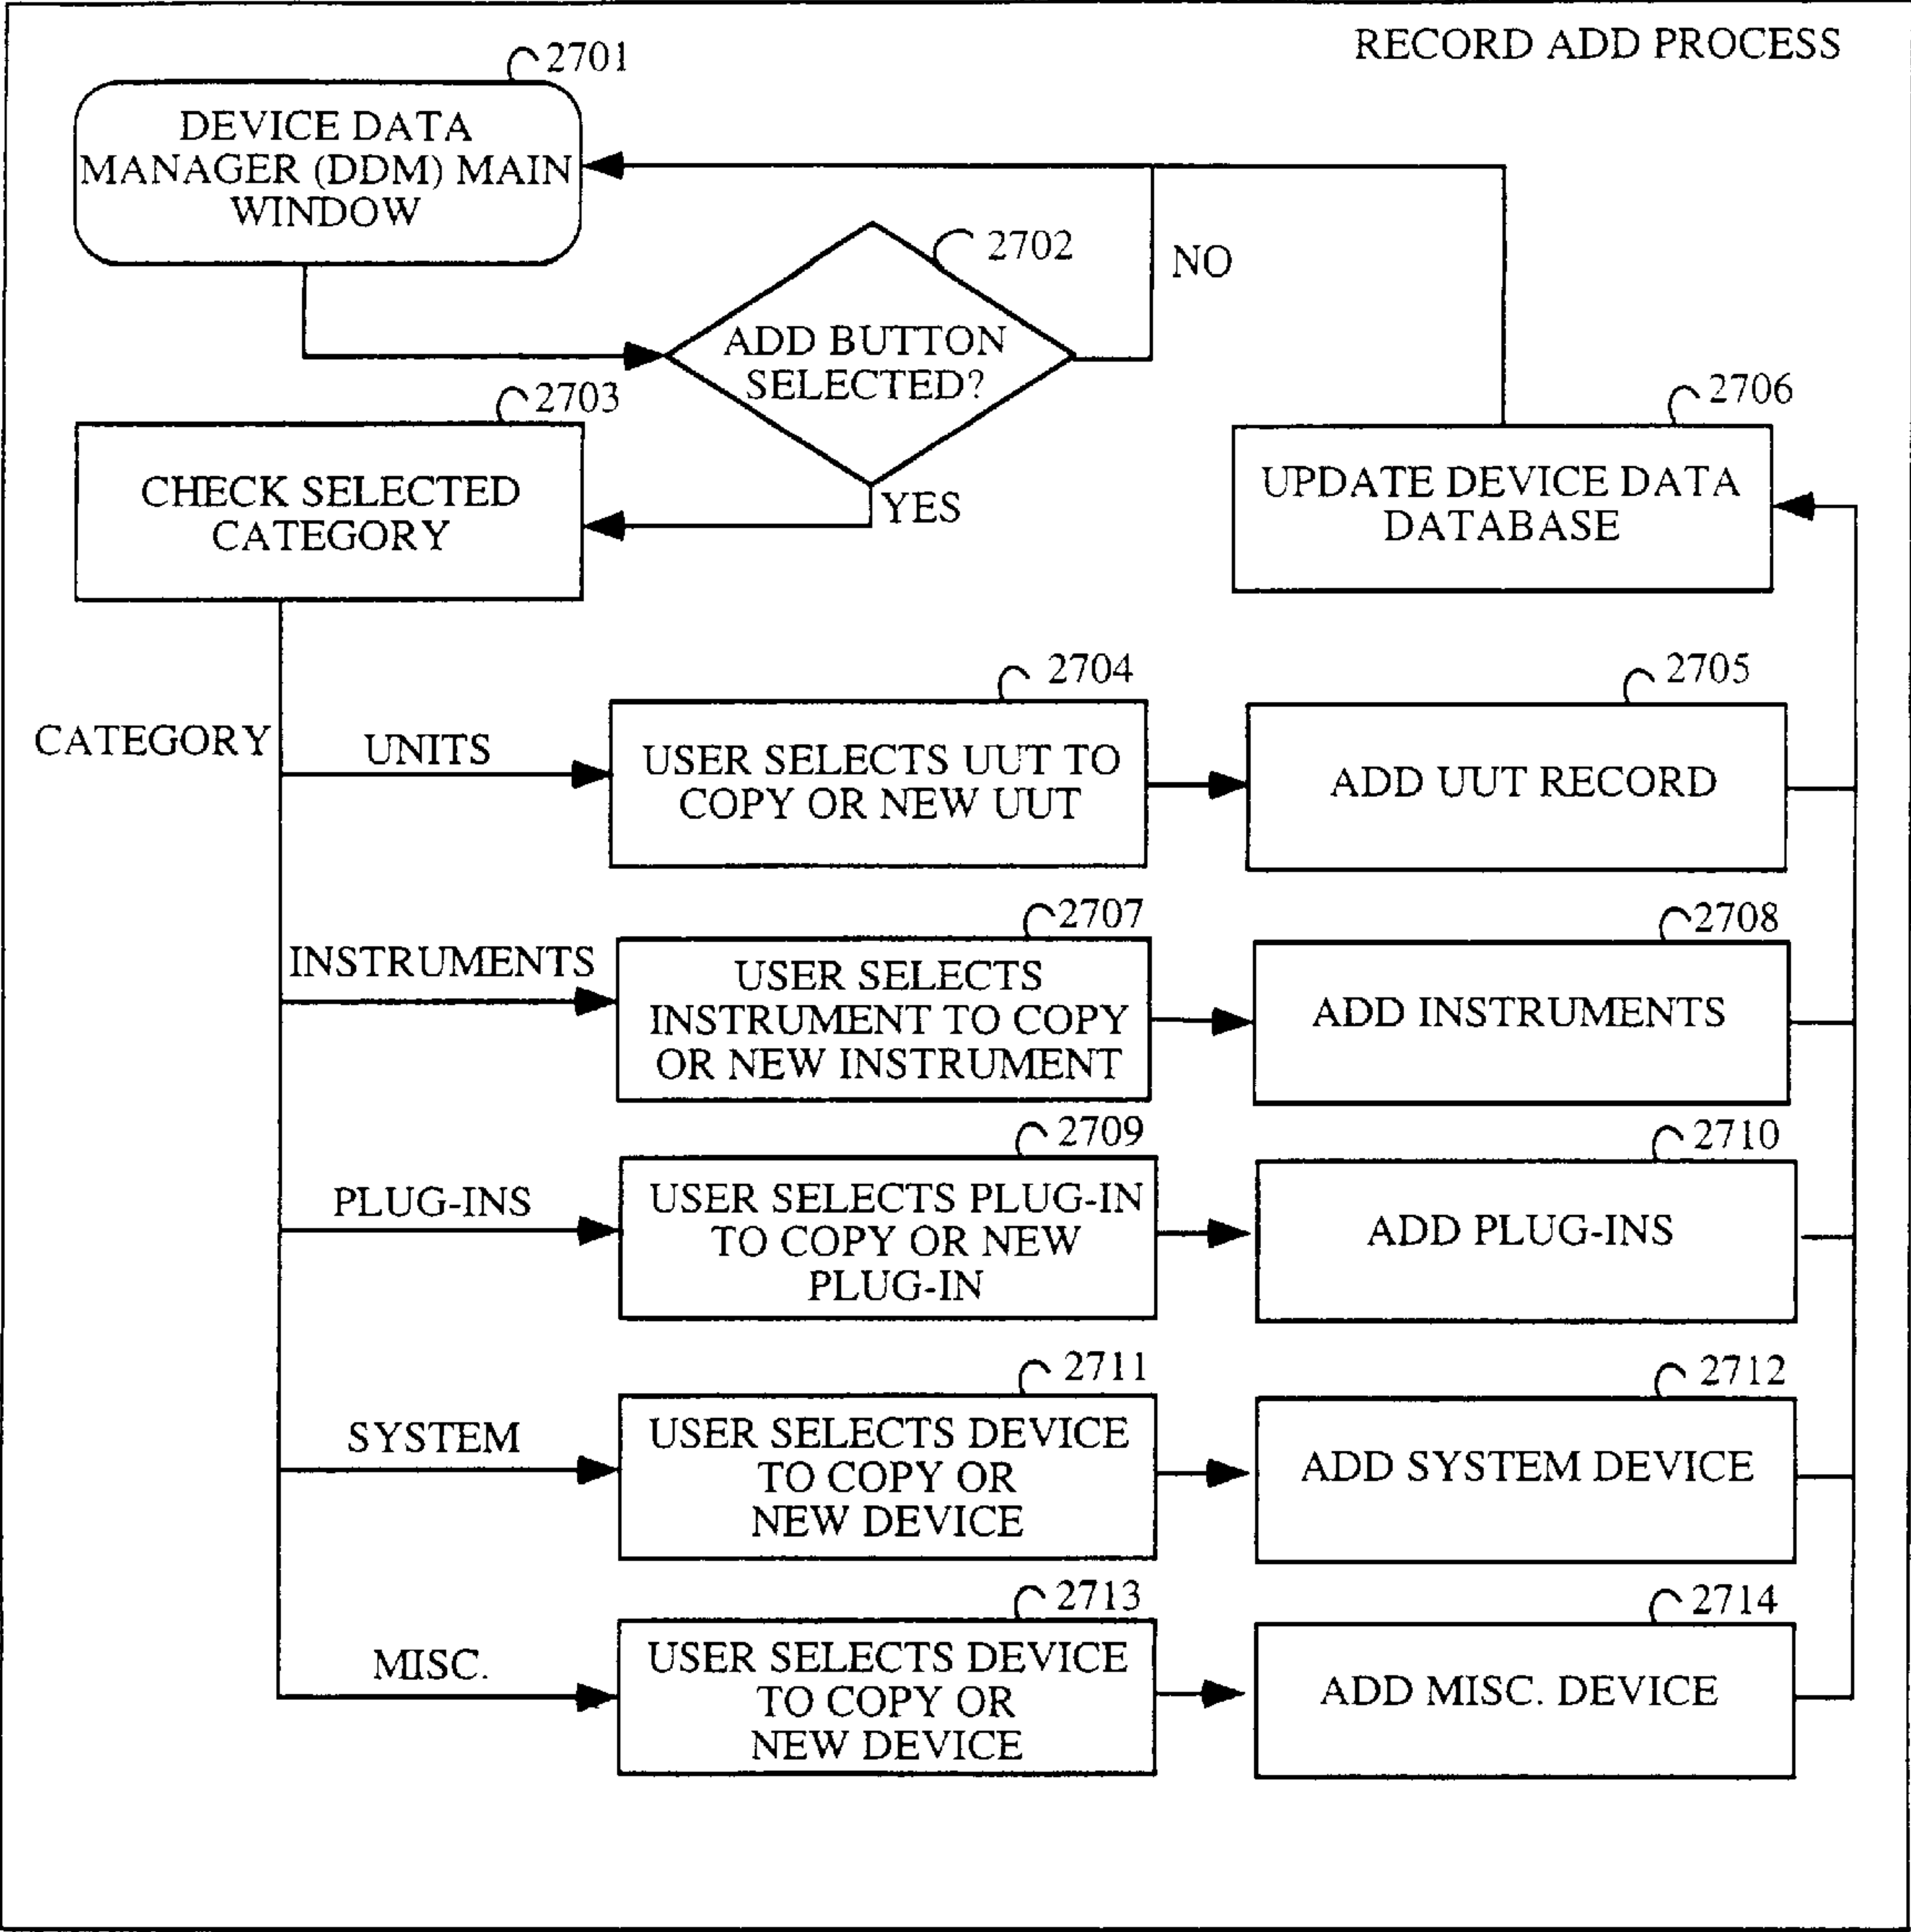 RECORD ADD PROCESS
2701
DEVICE DATA
MANAGER (DDM) MAIN
WINDOW
2702
NO
ADD BUTTON
SELECTED?
YES
2703
CHECK SELECTED
CATEGORY
2706
UPDATE DEVICE DATA
DATABASE
CATEGORY
UNITS
2704
USER SELECTS UUT TO
COPY OR NEW UUT
2705
ADD UUT RECORD
INSTRUMENTS
2707
USER SELECTS
INSTRUMENT TO COPY
OR NEW INSTRUMENT
2708
ADD INSTRUMENTS
PLUG-INS
2709
USER SELECTS PLUG-IN
TO COPY OR NEW
PLUG-IN
2710
ADD PLUG-INS
SYSTEM
2711
USER SELECTS DEVICE
TO COPY OR
NEW DEVICE
2712
ADD SYSTEM DEVICE
MISC.
2713
USER SELECTS DEVICE
TO COPY OR
NEW DEVICE
2714
ADD MISC. DEVICE